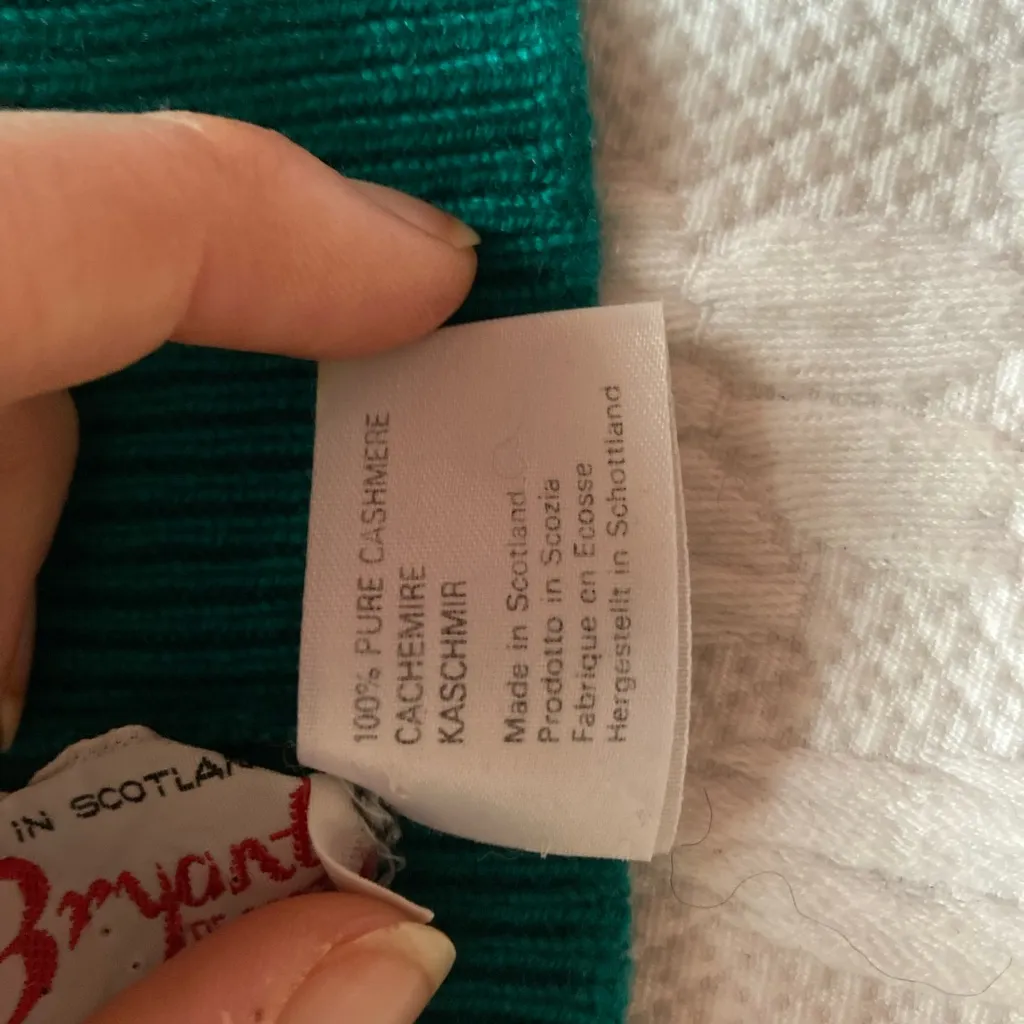 100% PURE CASHMERE
CACHEMIRE
KASCHMIR
Made in Scotland
Prodotto in Scozia
Fabrique en Ecosse
Hergestellt in Schottland
IN SCOTLAN
Bryant